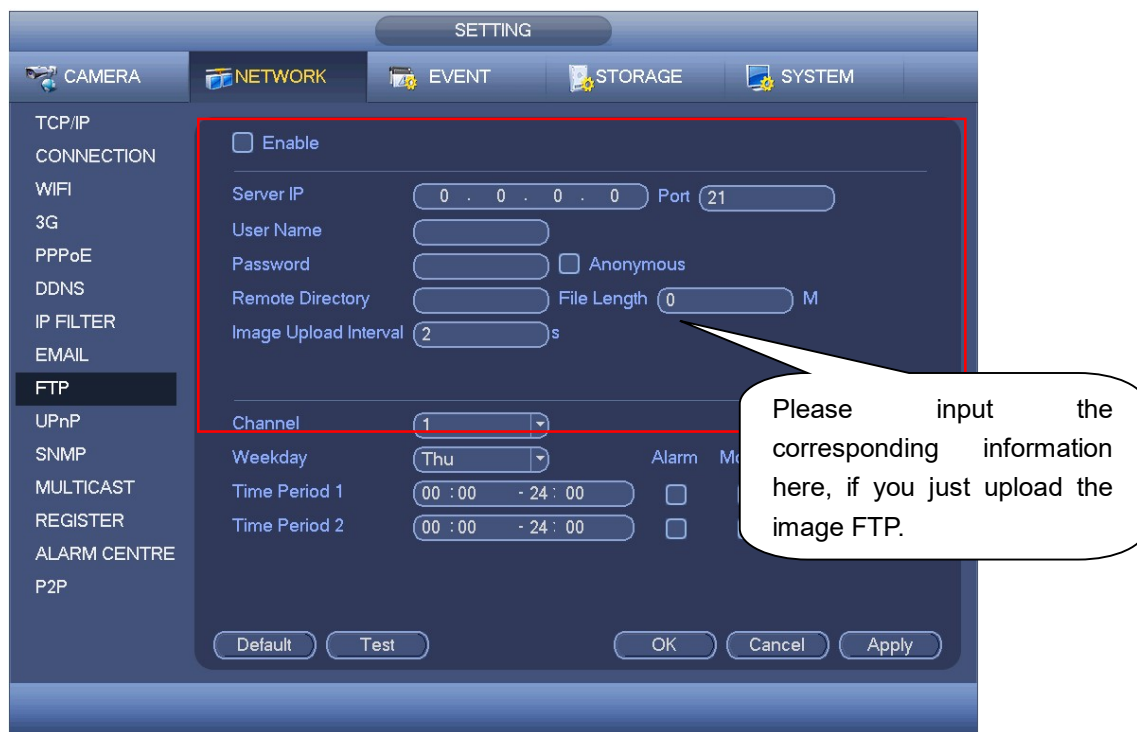 SETTING
CAMERA NETWORK EVENT STORAGE SYSTEM
TCP/IP
CONNECTION
WIFI
3G
PPPoE
DDNS
IP FILTER
EMAIL
FTP
UPnP
SNMP
MULTICAST
REGISTER
ALARM CENTRE
P2P
Enable
Server IP 0 . 0 . 0 . 0 Port 21
User Name
Password Anonymous
Remote Directory File Length 0 M
Image Upload Interval 2 s
Channel 1
Weekday Thu Alarm
Time Period 1 00 :00 - 24 : 00
Time Period 2 00 :00 - 24 : 00
Please input the
corresponding information
here, if you just upload the
image FTP.
Default Test OK Cancel Apply